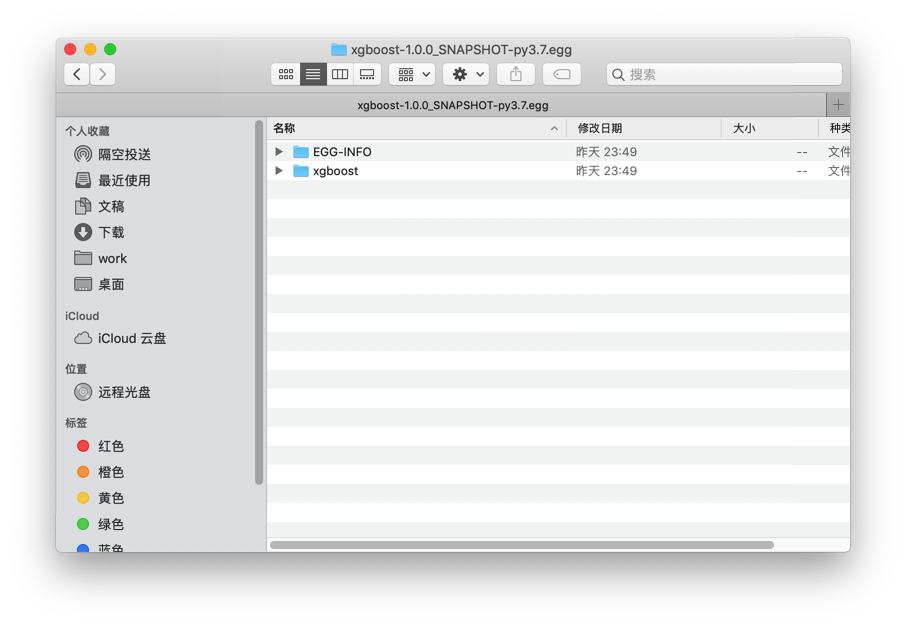 xgboost-1.0.0_SNAPSHOT-py3.7.egg
搜索
xgboost-1.0.0_SNAPSHOT-py3.7.egg
个人收藏
隔空投送
最近使用
文稿
下载
work
桌面
iCloud
iCloud 云盘
位置
远程光盘
标签
红色
橙色
黄色
绿色
蓝色
名称 修改日期 大小 种类
EGG-INFO 昨天 23:49 -- 文件
xgboost 昨天 23:49 -- 文件